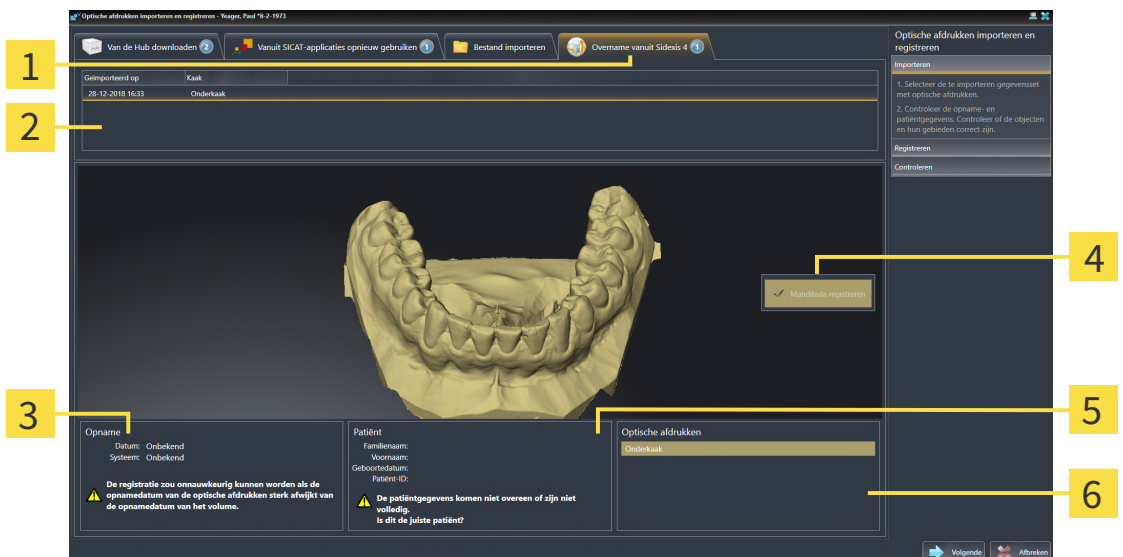 Optische afdrukken importeren en registreren - Yeager, Paul *8-2-1973
Van de Hub downloaden 2
Vanuit SICAT-applicaties opnieuw gebruiken 1
Bestand importeren
Overname vanuit Sidexis 4 1
Optische afdrukken importeren en
registreren
Importeren
1. Selecteer de te importeren gegevensset
met optische afdrukken.
2. Controleer de opname- en
patiëntgegevens. Controleer of de objecten
en hun gebieden correct zijn.
Registreren
Controleren
Geïmporteerd op Kaak
28-12-2018 16:33 Onderkaak
1
2
3
4
5
6
Mandibula registreren
Opname
Datum: Onbekend
Systeem: Onbekend
De registratie zou onnauwkeurig kunnen worden als de
opnamedatum van de optische afdrukken sterk afwijkt van
de opnamedatum van het volume.
Patiënt
Familienaam:
Voornaam:
Geboortedatum:
Patiënt-ID:
De patiëntgegevens komen niet overeen of zijn niet
volledig.
Is dit de juiste patiënt?
Optische afdrukken
Onderkaak
Volgende
Afbreken